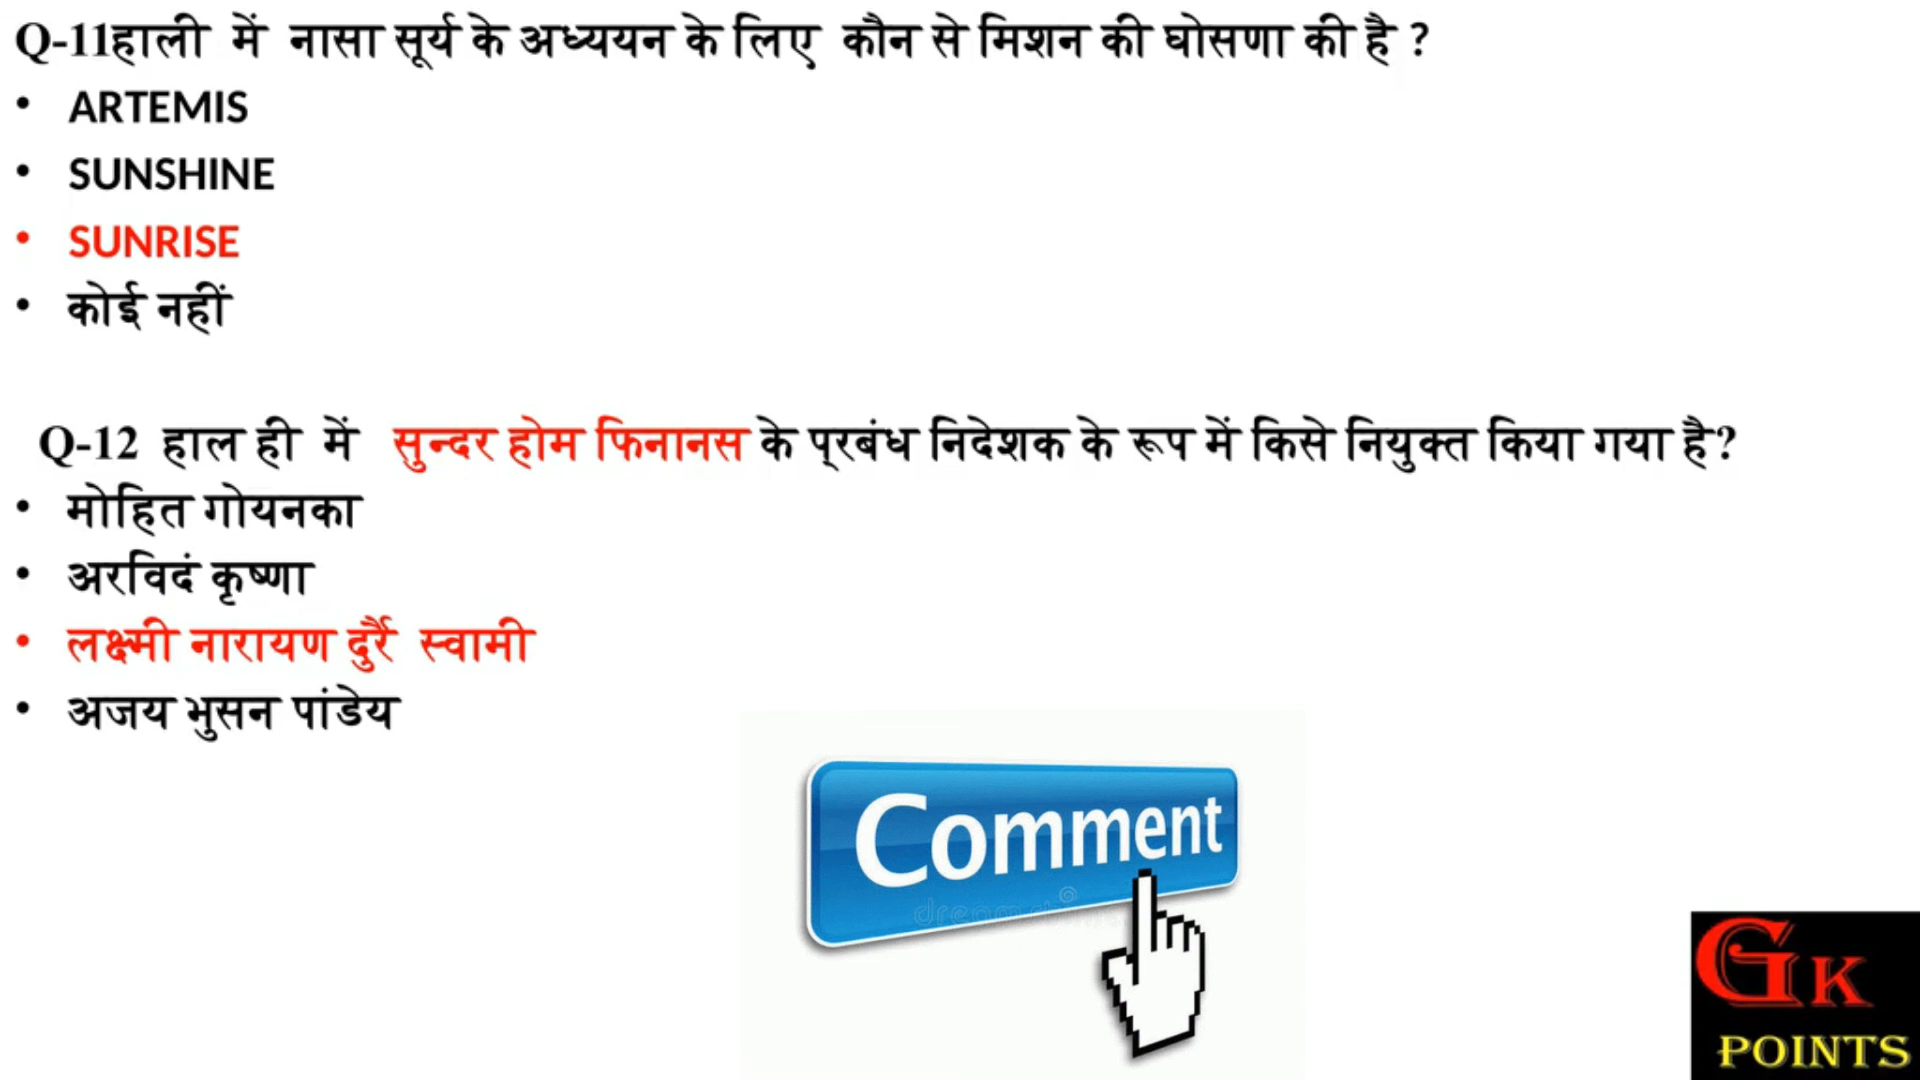 Q-11हाली में नासा सूर्य के अध्ययन के लिए कौन से मिशन की घोसणा की है ?
• ARTEMIS
• SUNSHINE
• SUNRISE
• कोई नहीं
Q-12 हाल ही में सुन्दर होम फिनानस के प्रबंध निदेशक के रूप में किसे नियुक्त किया गया है?
• मोहित गोयनका
• अरविदं कृष्णा
• लक्ष्मी नारायण दुर्रै स्वामी
• अजय भुसन पांडेय
Comment
GK
POINTS